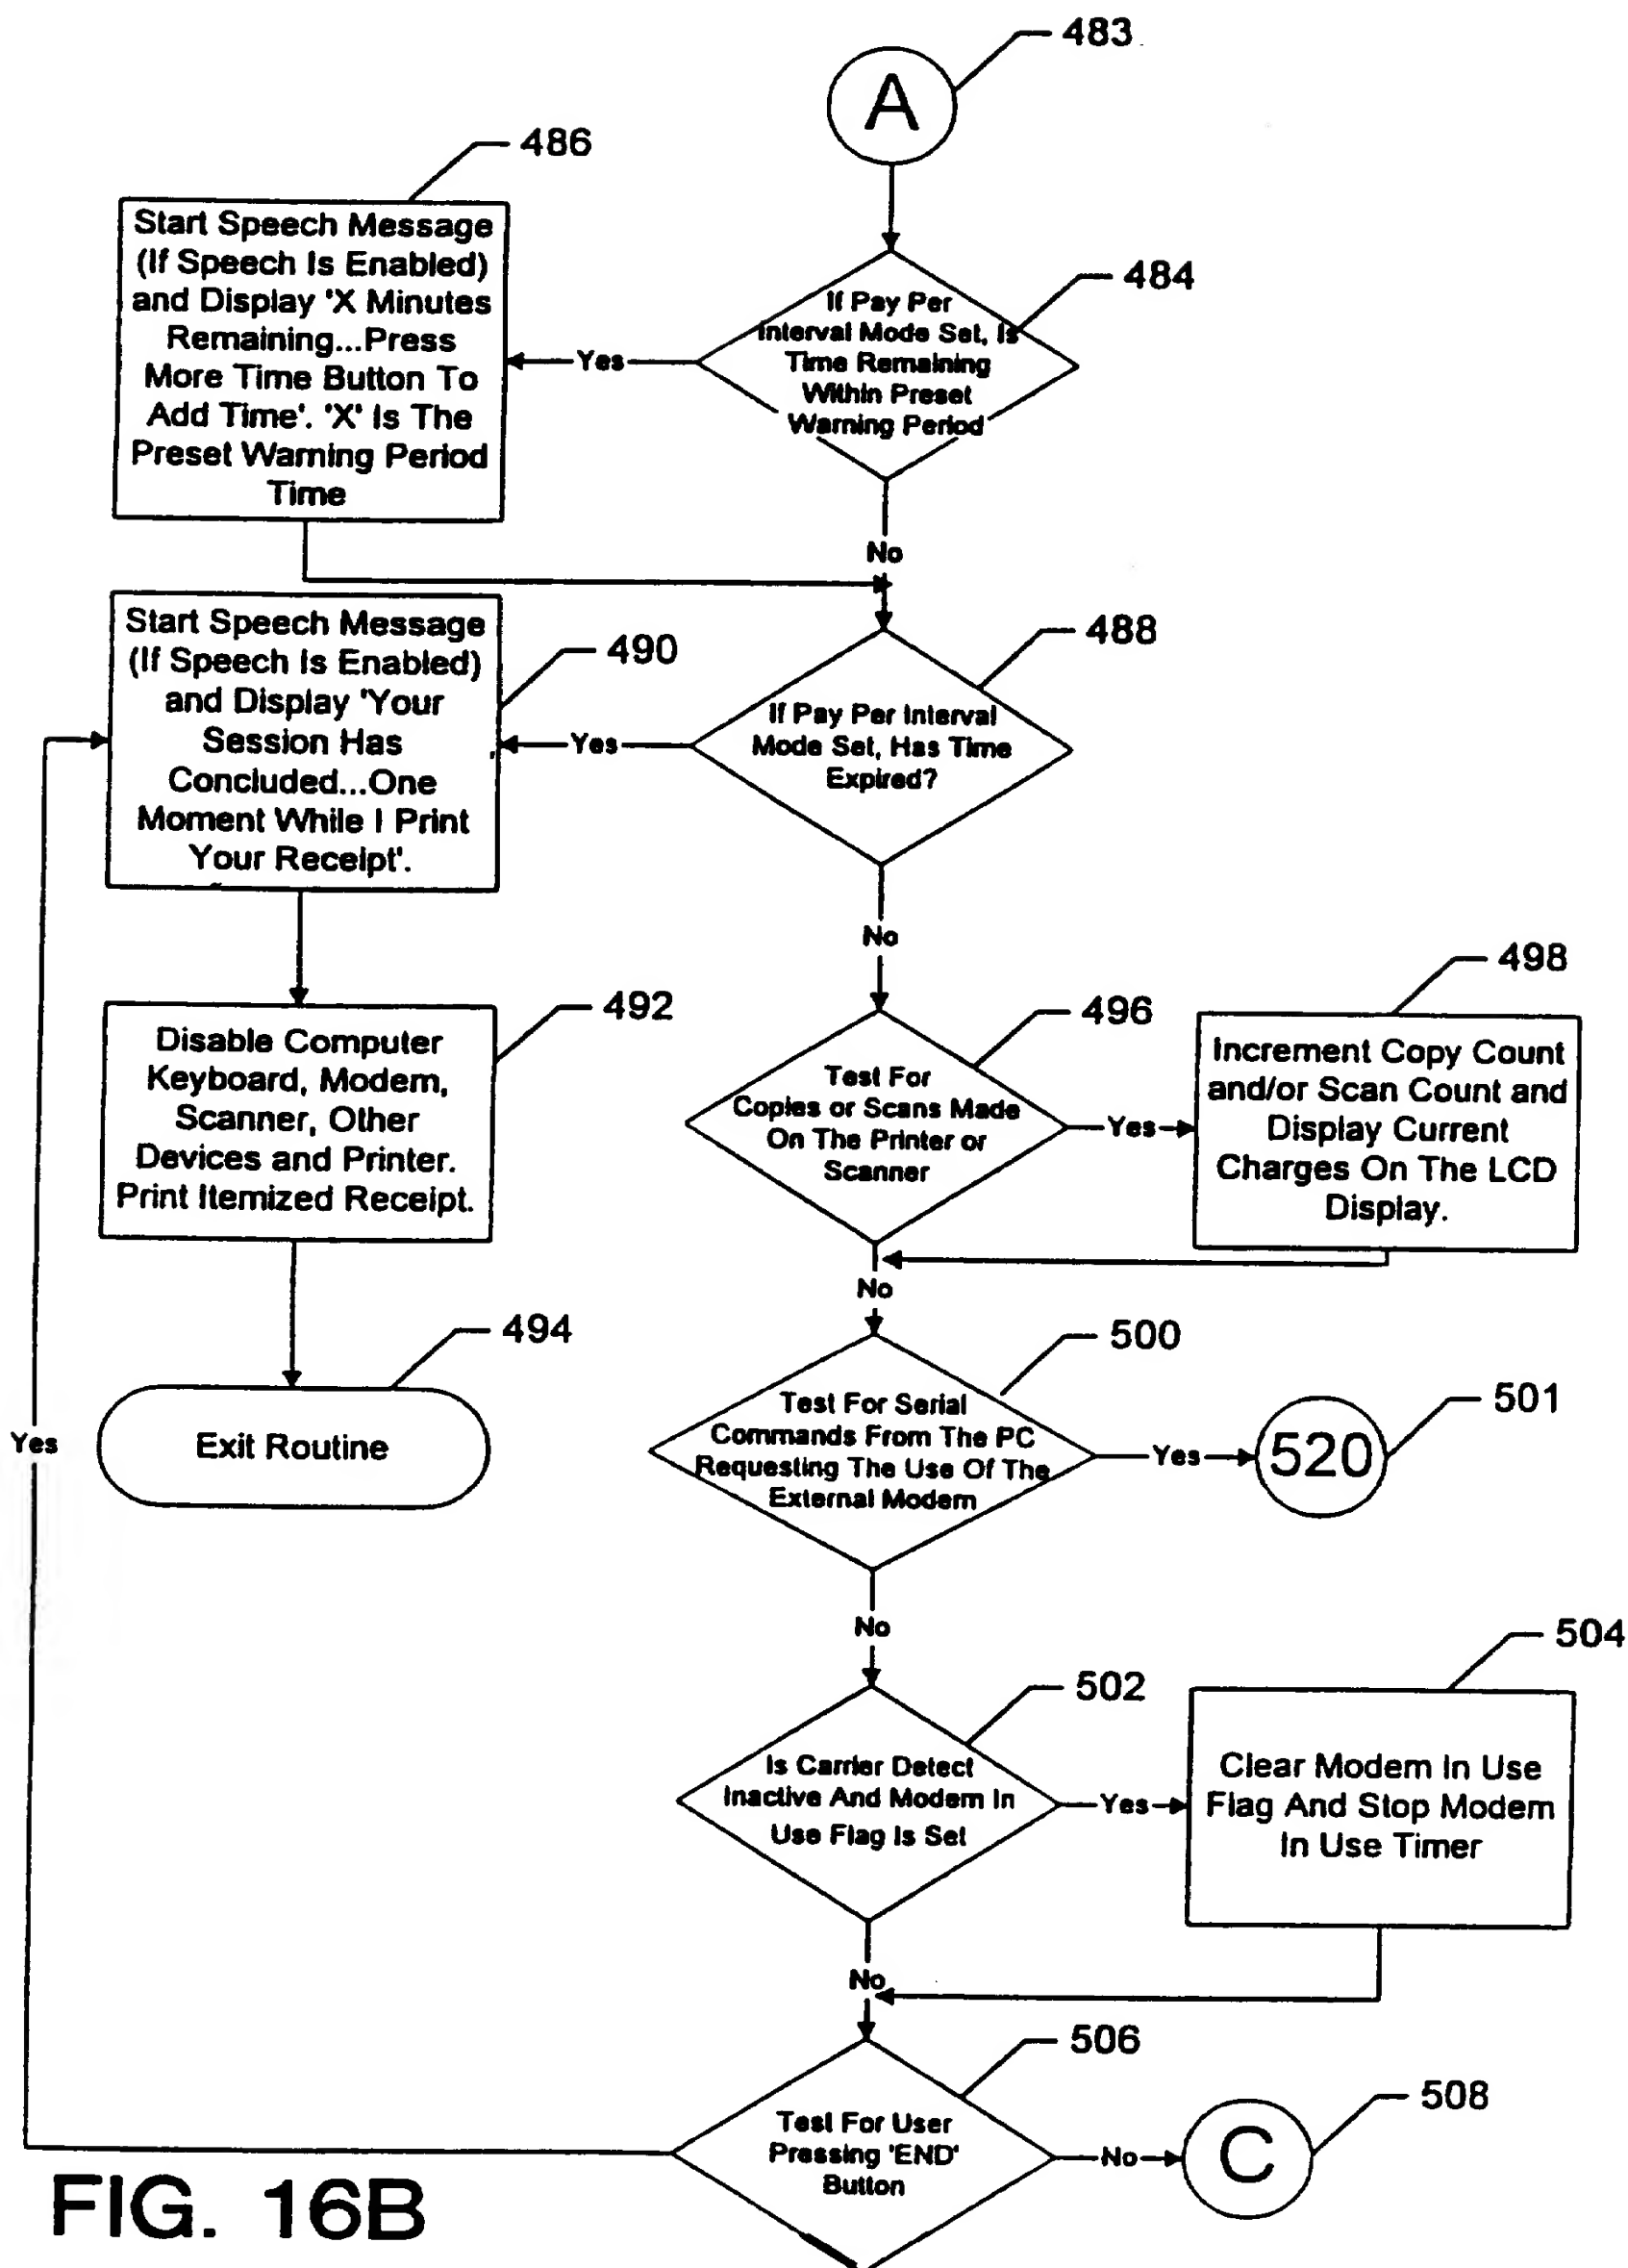 483
A
486
Start Speech Message
(If Speech Is Enabled)
and Display 'X Minutes
Remaining...Press
More Time Button To
Add Time'. 'X' Is The
Preset Warning Period
Time
484
If Pay Per
Interval Mode Set, Is
Time Remaining
Within Preset
Warning Period
Yes
No
Start Speech Message
(If Speech Is Enabled)
and Display 'Your
Session Has
Concluded...One
Moment While I Print
Your Receipt'.
490
488
If Pay Per Interval
Mode Set, Has Time
Expired?
Yes
No
492
Disable Computer
Keyboard, Modem,
Scanner, Other
Devices and Printer.
Print Itemized Receipt.
496
Test For
Copies or Scans Made
On The Printer or
Scanner
Yes
498
Increment Copy Count
and/or Scan Count and
Display Current
Charges On The LCD
Display.
No
494
Exit Routine
Yes
500
Test For Serial
Commands From The PC
Requesting The Use Of The
External Modem
Yes
520
501
No
502
Is Carrier Detect
Inactive And Modem In
Use Flag Is Set
Yes
504
Clear Modem In Use
Flag And Stop Modem
In Use Timer
No
506
Test For User
Pressing 'END'
Button
No
C
508
FIG. 16B